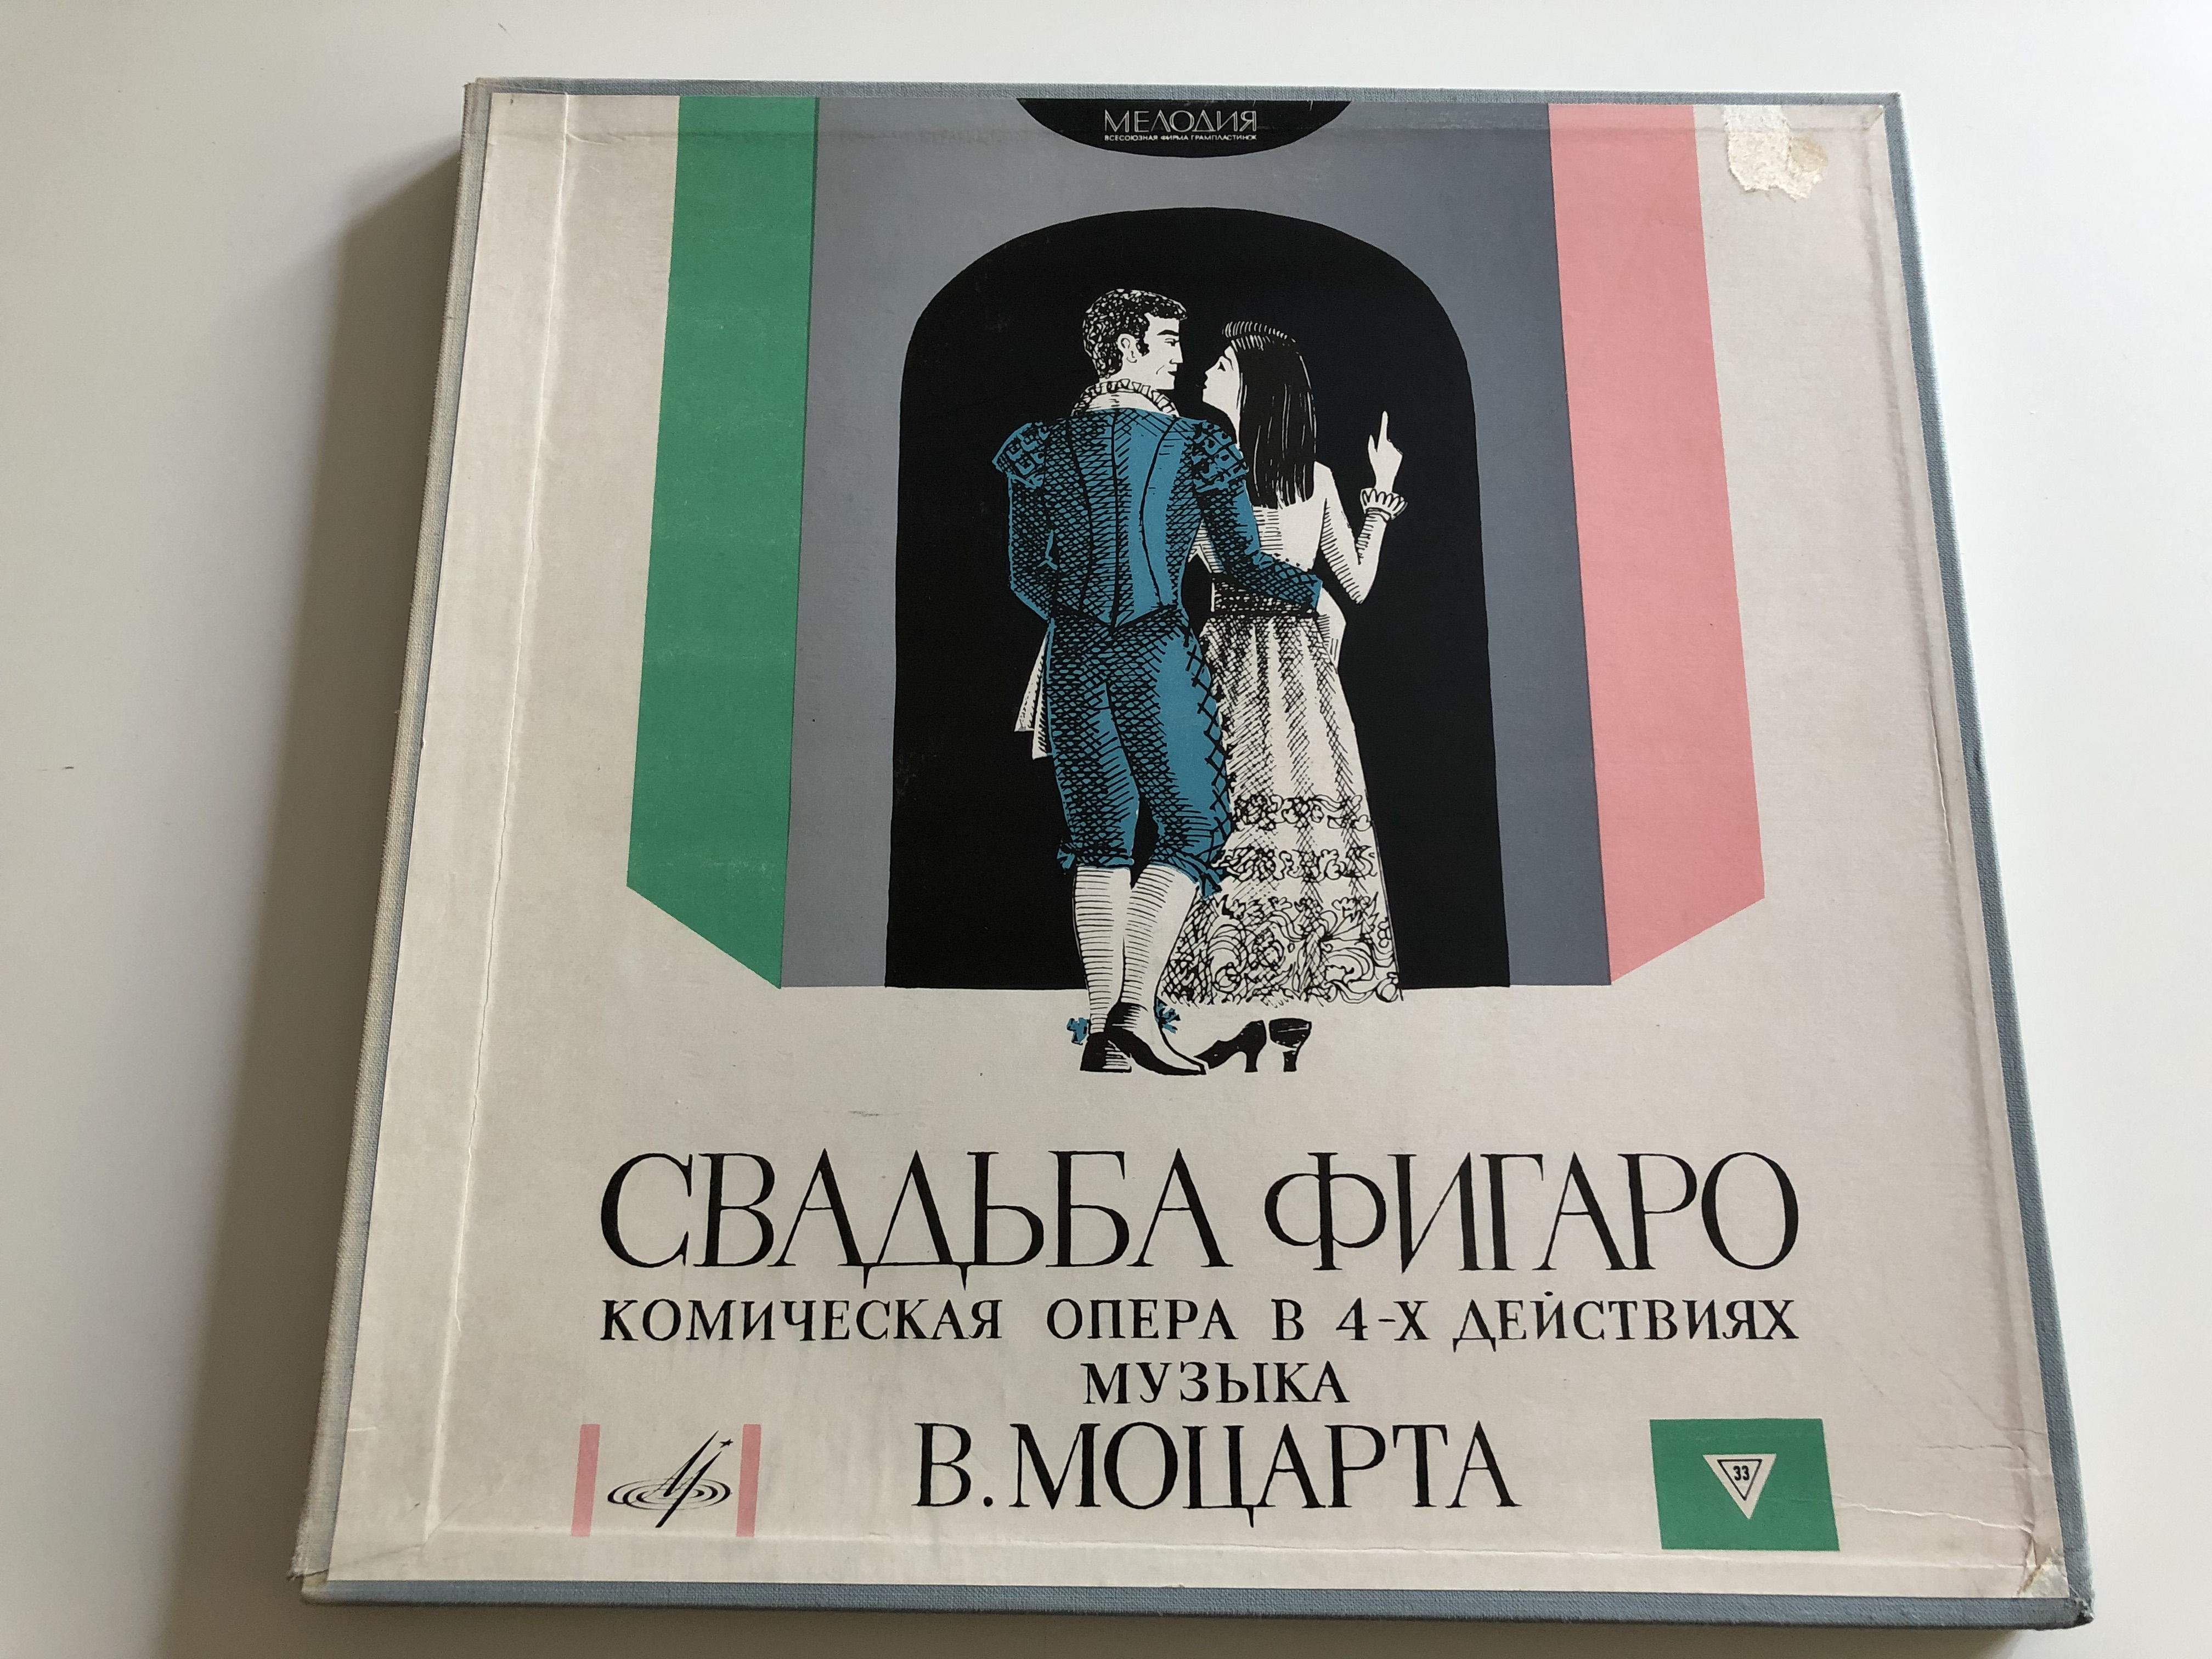 МЕЛОДИЯ
ВСЕСОЮЗНАЯ ФИРМА ГРАМПЛАСТИНОК
СВАДЬБА ФИГАРО
КОМИЧЕСКАЯ ОПЕРА В 4-Х ДЕЙСТВИЯХ
МУЗЫКА
В. МОЦАРТА
33